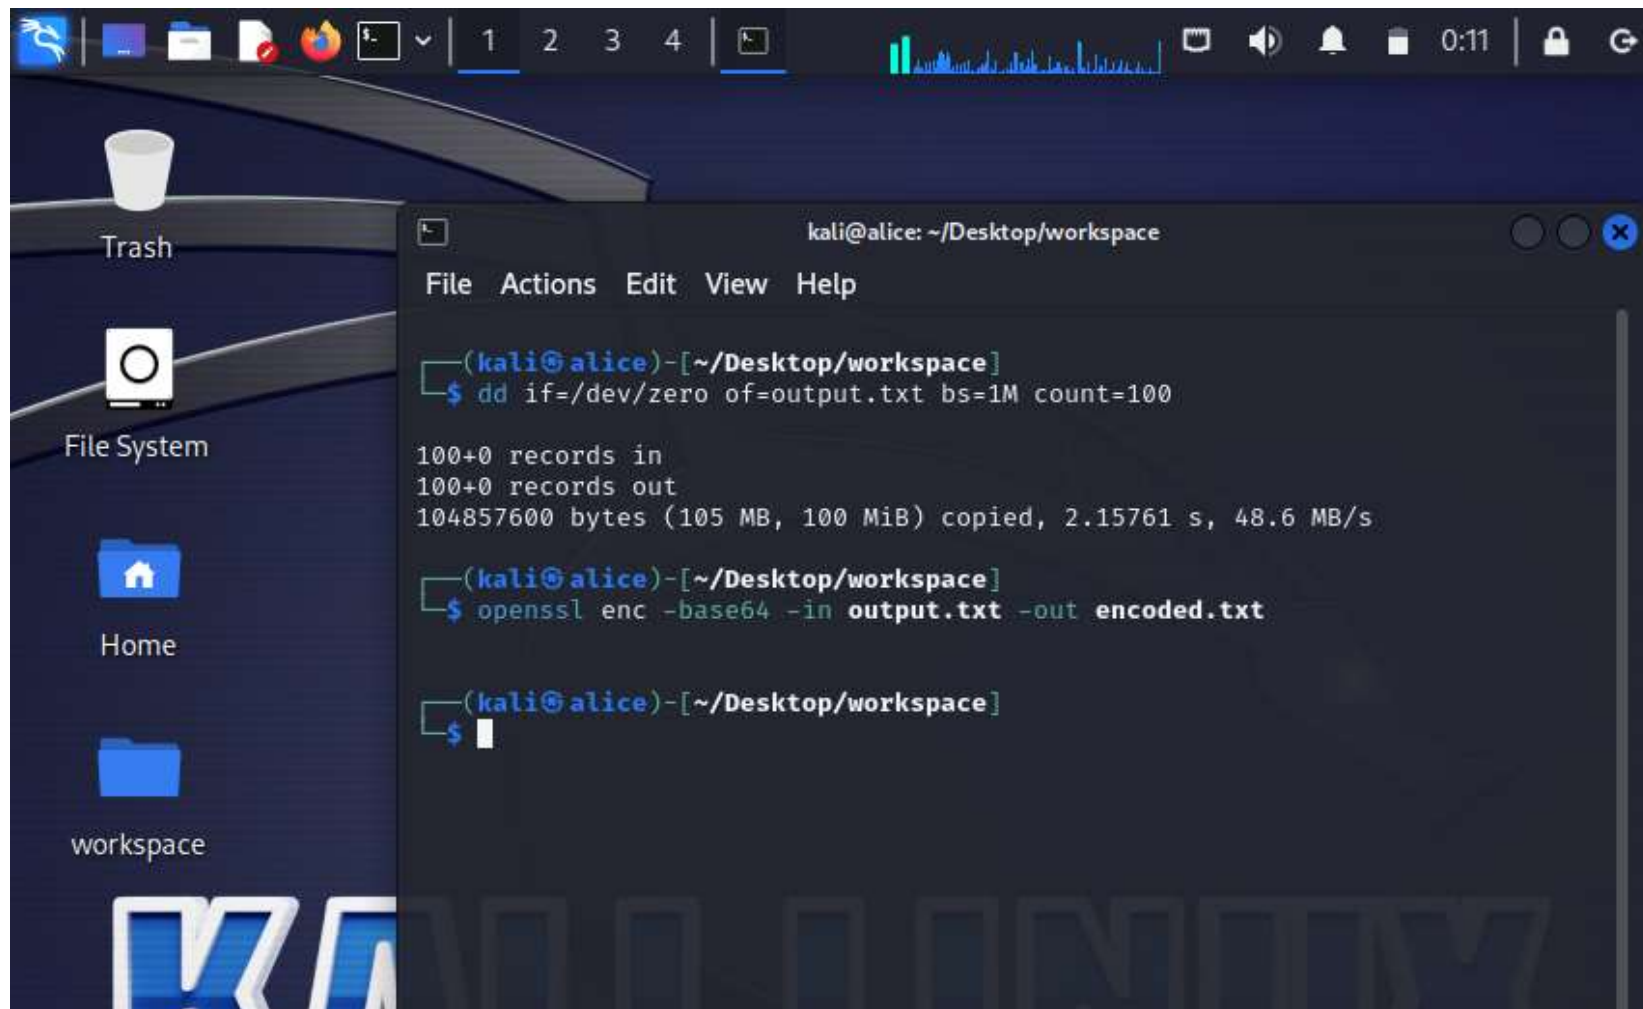 1 2 3 4 0:11
Trash
kali@alice: ~/Desktop/workspace
File Actions Edit View Help
File System
Home
workspace
┌──(kali㉿alice)-[~/Desktop/workspace]
└─$ dd if=/dev/zero of=output.txt bs=1M count=100
100+0 records in
100+0 records out
104857600 bytes (105 MB, 100 MiB) copied, 2.15761 s, 48.6 MB/s
┌──(kali㉿alice)-[~/Desktop/workspace]
└─$ openssl enc -base64 -in output.txt -out encoded.txt
┌──(kali㉿alice)-[~/Desktop/workspace]
└─$
KALI LINUX